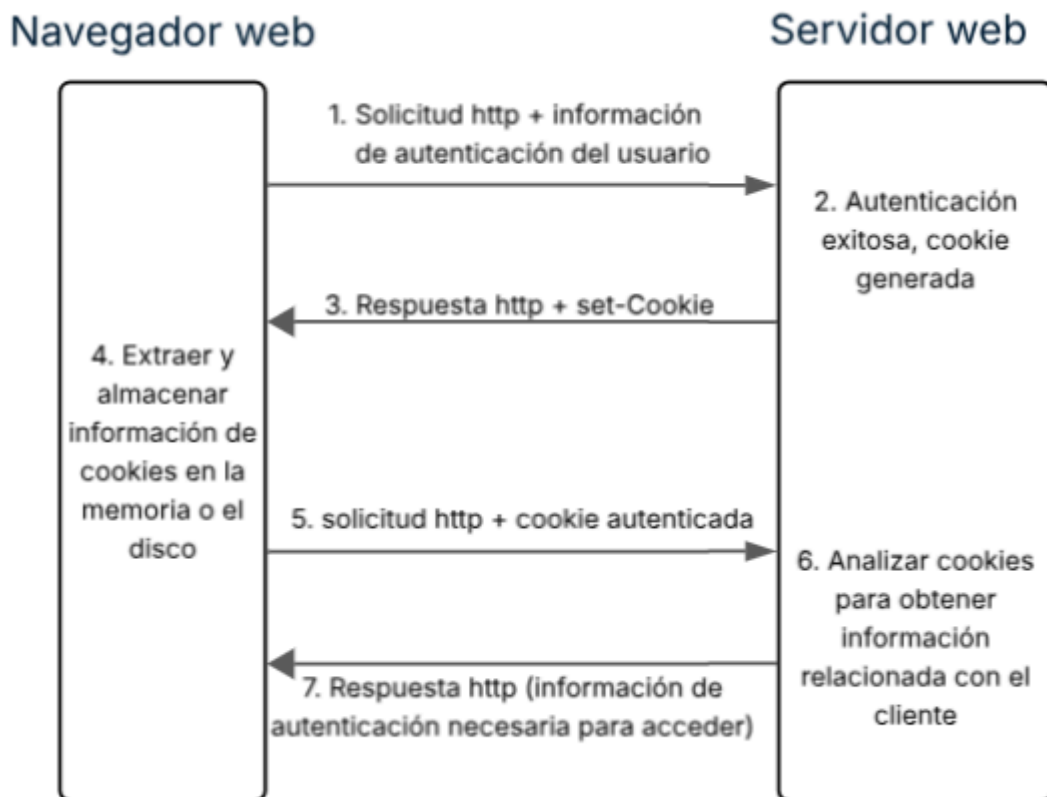 Navegador web
Servidor web
1. Solicitud http + información
de autenticación del usuario
2. Autenticación
exitosa, cookie
generada
3. Respuesta http + set-Cookie
4. Extraer y
almacenar
información de
cookies en la
memoria o el
disco
5. solicitud http + cookie autenticada
6. Analizar cookies
para obtener
información
relacionada con el
cliente
7. Respuesta http (información de
autenticación necesaria para acceder)